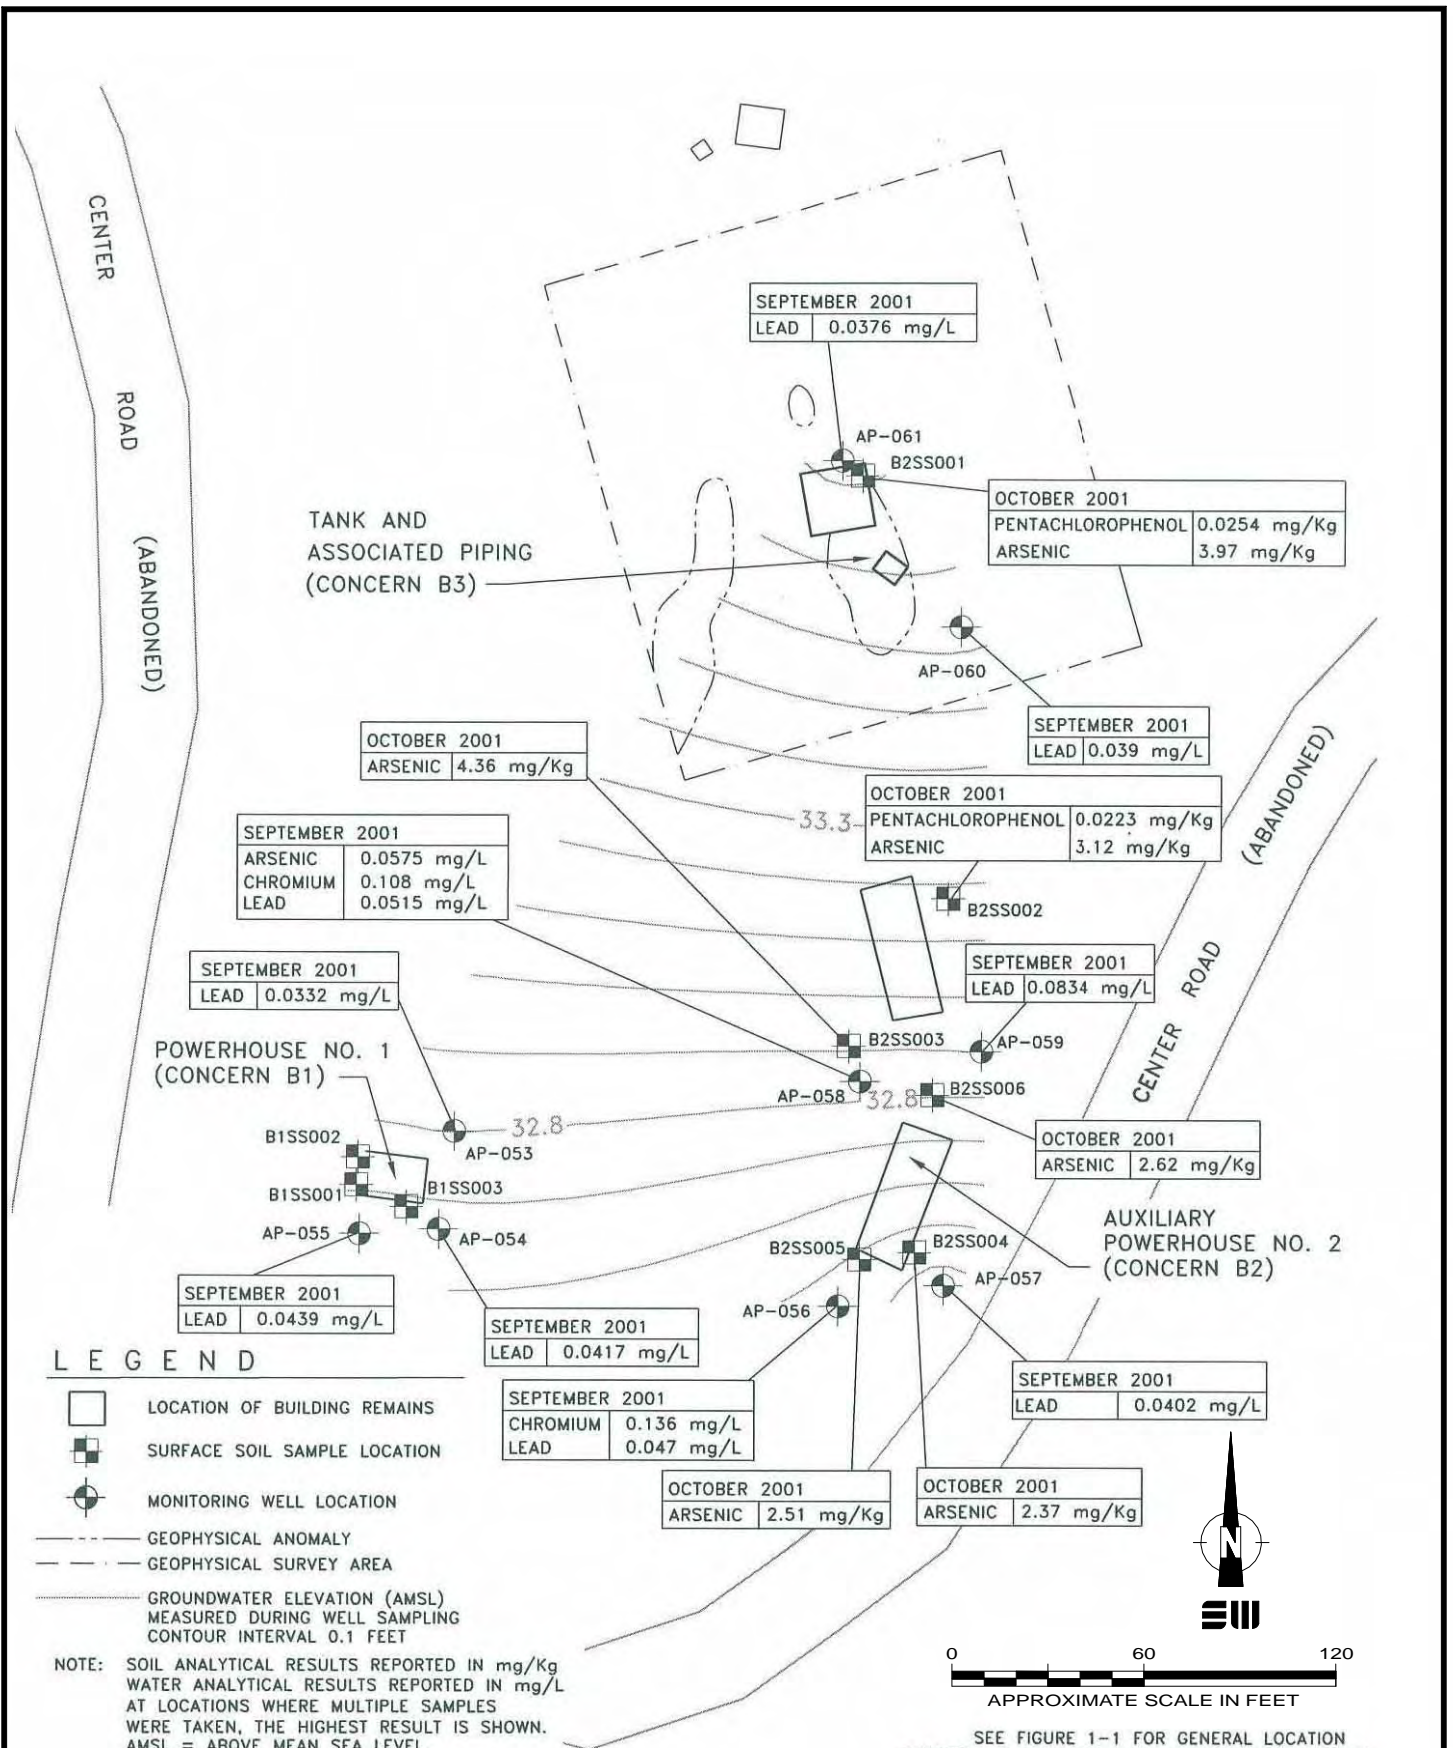 CENTER
ROAD
(ABANDONED)
SEPTEMBER 2001
LEAD 0.0376 mg/L
AP-061
B2SS001
OCTOBER 2001
PENTACHLOROPHENOL 0.0254 mg/Kg
ARSENIC 3.97 mg/Kg
TANK AND
ASSOCIATED PIPING
(CONCERN B3)
AP-060
SEPTEMBER 2001
LEAD 0.039 mg/L
OCTOBER 2001
ARSENIC 4.36 mg/Kg
OCTOBER 2001
PENTACHLOROPHENOL 0.0223 mg/Kg
ARSENIC 3.12 mg/Kg
33.3
(ABANDONED)
ROAD
CENTER
SEPTEMBER 2001
ARSENIC 0.0575 mg/L
CHROMIUM 0.108 mg/L
LEAD 0.0515 mg/L
B2SS002
SEPTEMBER 2001
LEAD 0.0332 mg/L
SEPTEMBER 2001
LEAD 0.0834 mg/L
POWERHOUSE NO. 1
(CONCERN B1)
B2SS003
AP-059
AP-058
32.8
B2SS006
32.8
B1SS002
AP-053
OCTOBER 2001
ARSENIC 2.62 mg/Kg
B1SS001
B1SS003
AP-055
AP-054
B2SS005
B2SS004
AUXILIARY
POWERHOUSE NO. 2
(CONCERN B2)
AP-056
AP-057
SEPTEMBER 2001
LEAD 0.0439 mg/L
SEPTEMBER 2001
LEAD 0.0417 mg/L
SEPTEMBER 2001
CHROMIUM 0.136 mg/L
LEAD 0.047 mg/L
SEPTEMBER 2001
LEAD 0.0402 mg/L
OCTOBER 2001
ARSENIC 2.51 mg/Kg
OCTOBER 2001
ARSENIC 2.37 mg/Kg
LEGEND
LOCATION OF BUILDING REMAINS
SURFACE SOIL SAMPLE LOCATION
MONITORING WELL LOCATION
GEOPHYSICAL ANOMALY
GEOPHYSICAL SURVEY AREA
GROUNDWATER ELEVATION (AMSL)
MEASURED DURING WELL SAMPLING
CONTOUR INTERVAL 0.1 FEET
NOTE: SOIL ANALYTICAL RESULTS REPORTED IN mg/Kg
WATER ANALYTICAL RESULTS REPORTED IN mg/L
AT LOCATIONS WHERE MULTIPLE SAMPLES
WERE TAKEN, THE HIGHEST RESULT IS SHOWN.
AMSL = ABOVE MEAN SEA LEVEL
N
SW
0 60 120
APPROXIMATE SCALE IN FEET
SEE FIGURE 1-1 FOR GENERAL LOCATION